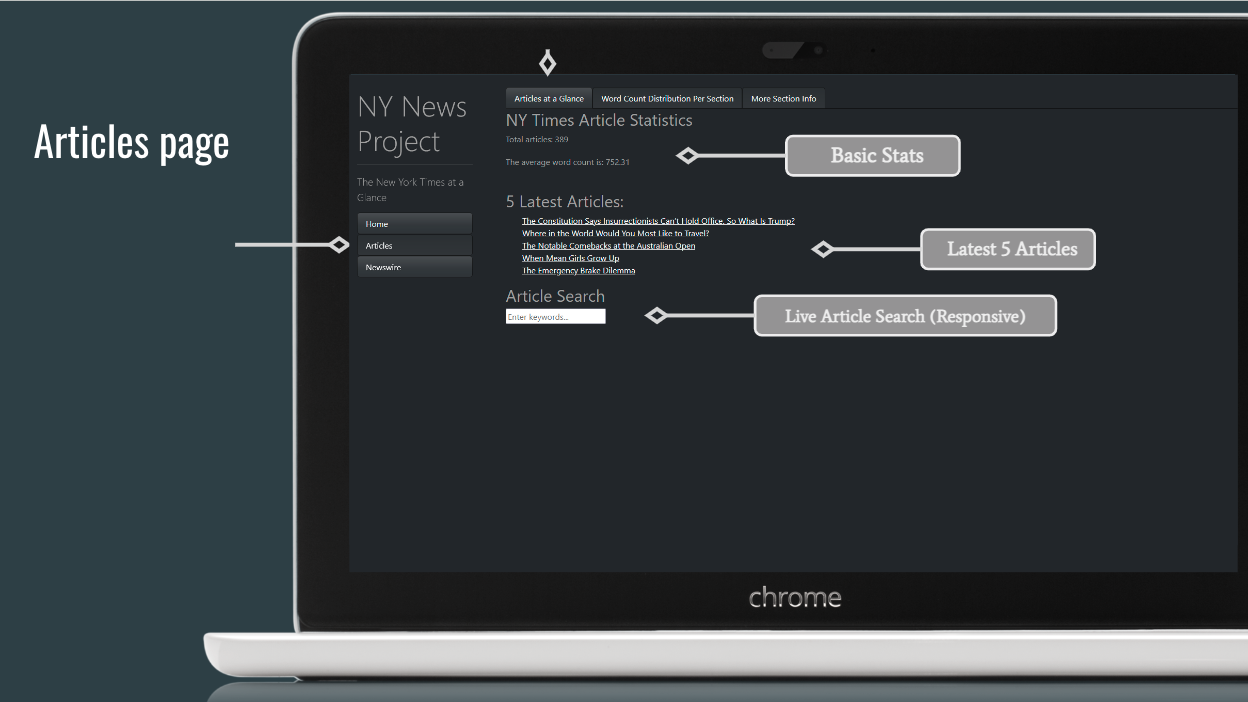 Articles page
NY News
Project
The New York Times at a
Glance
Home
Articles
Newswire
Articles at a Glance
Word Count Distribution Per Section
More Section Info
NY Times Article Statistics
Total articles: 389
The average word count is: 752.31
Basic Stats
5 Latest Articles:
The Constitution Says Insurrectionists Can't Hold Office. So What Is Trump?
Where in the World Would You Most Like to Travel?
The Notable Comebacks at the Australian Open
When Mean Girls Grow Up
The Emergency Brake Dilemma
Latest 5 Articles
Article Search
Enter keywords...
Live Article Search (Responsive)
chrome